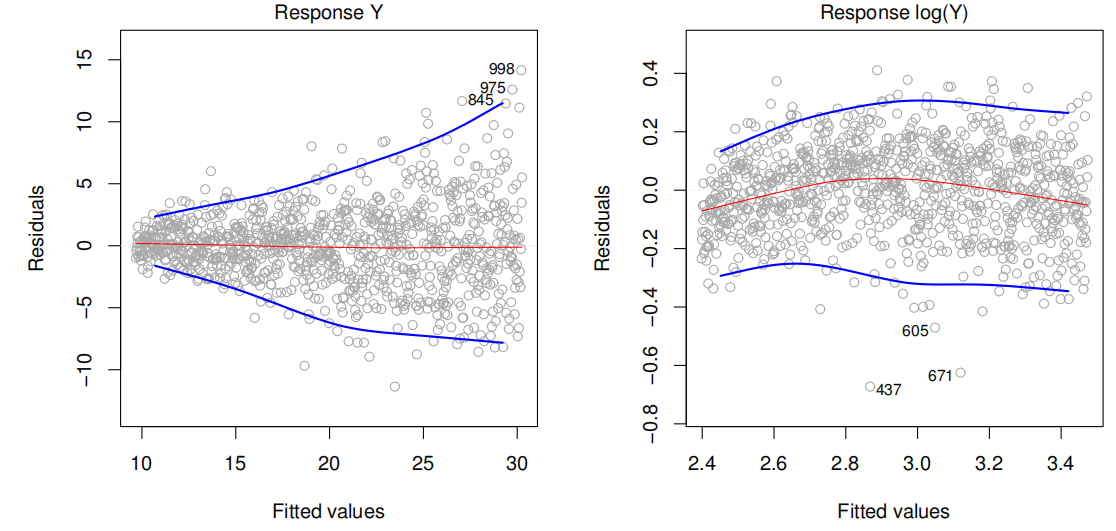 Response Y
Residuals
15
10
5
0
−5
−10
998
975
845
10 15 20 25 30
Fitted values
Response log(Y)
Residuals
0.4
0.2
0.0
−0.2
−0.4
−0.6
−0.8
605
671
437
2.4 2.6 2.8 3.0 3.2 3.4
Fitted values